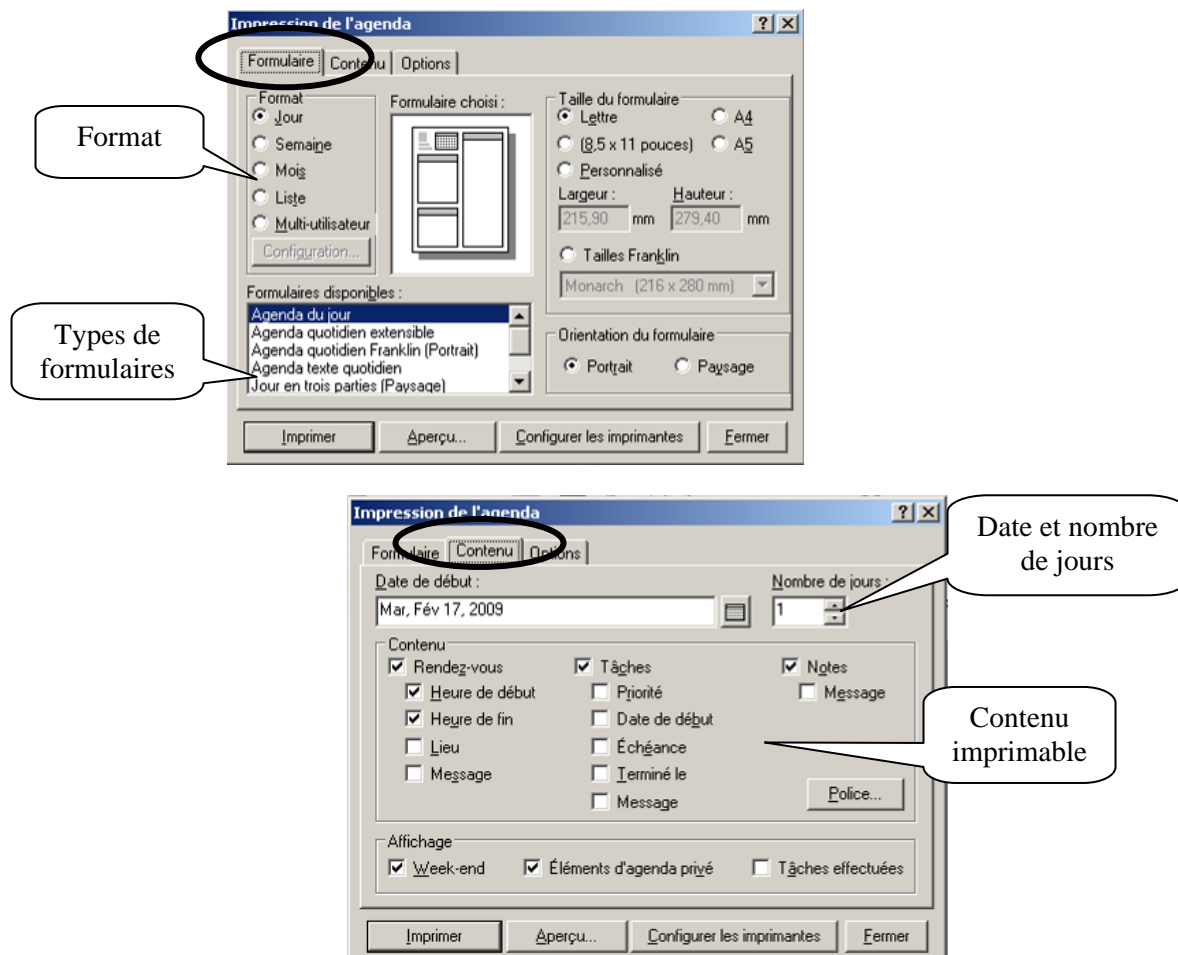 Impression de l'agenda
Formulaire Contenu Options
Format
Jour
Semaine
Mois
Liste
Multi-utilisateur
Configuration...
Formulaire choisi :
Taille du formulaire
Lettre A4
(8,5 x 11 pouces) A5
Personnalisé
Largeur : Hauteur :
215,90 mm 279,40 mm
Tailles Franklin
Monarch (216 x 280 mm)
Formulaires disponibles :
Agenda du jour
Agenda quotidien extensible
Agenda quotidien Franklin (Portrait)
Agenda texte quotidien
Jour en trois parties (Paysage)
Orientation du formulaire
Portrait Paysage
Imprimer Aperçu... Configurer les imprimantes Fermer
Format
Types de
formulaires
Impression de l'agenda
Formulaire Contenu Options
Date de début : Nombre de jours :
Mar, Fév 17, 2009 1
Contenu
Rendez-vous Tâches Notes
Heure de début Priorité Message
Heure de fin Date de début
Lieu Échéance
Message Terminé le
Message Police...
Affichage
Week-end Éléments d'agenda privé Tâches effectuées
Imprimer Aperçu... Configurer les imprimantes Fermer
Date et nombre
de jours
Contenu
imprimable